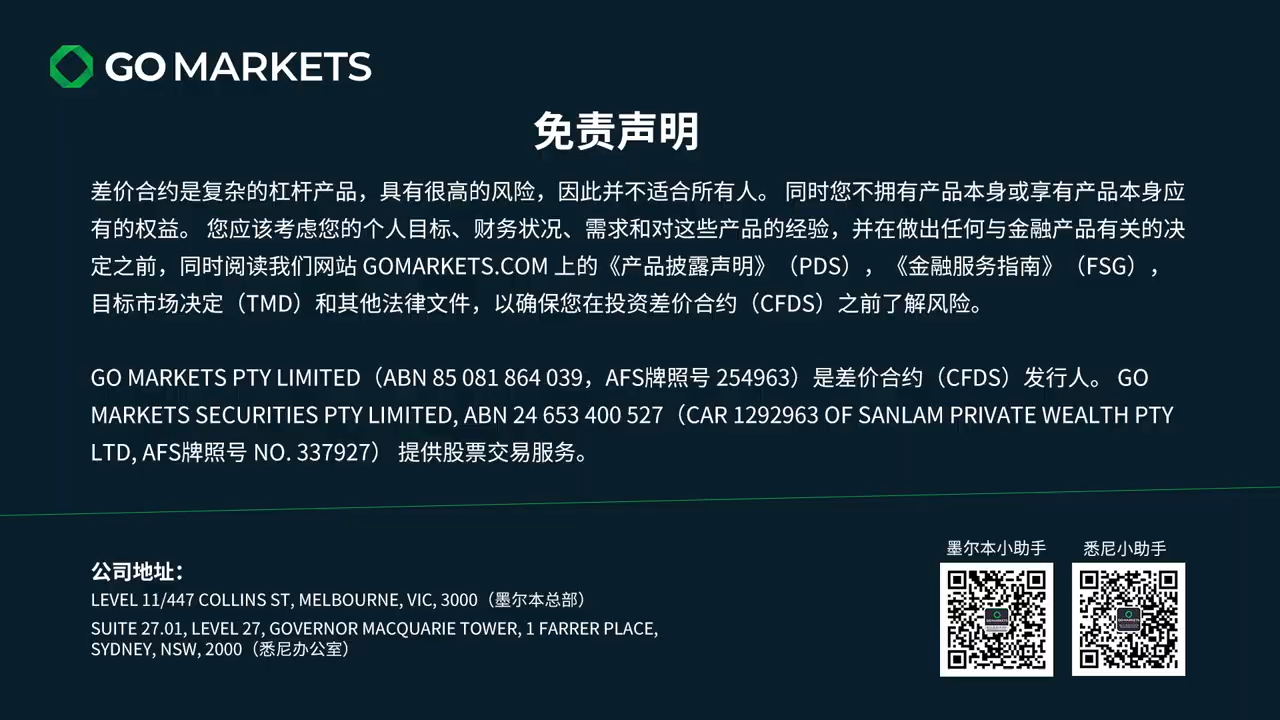 GO MARKETS
免责声明
差价合约是复杂的杠杆产品，具有很高的风险，因此并不适合所有人。 同时您不拥有产品本身或享有产品本身应
有的权益。 您应该考虑您的个人目标、财务状况、需求和对这些产品的经验，并在做出任何与金融产品有关的决
定之前，同时阅读我们网站 GOMARKETS.COM 上的《产品披露声明》（PDS），《金融服务指南》（FSG），
目标市场决定（TMD）和其他法律文件，以确保您在投资差价合约（CFDS）之前了解风险。
GO MARKETS PTY LIMITED（ABN 85 081 864 039，AFS牌照号 254963）是差价合约（CFDS）发行人。 GO
MARKETS SECURITIES PTY LIMITED, ABN 24 653 400 527（CAR 1292963 OF SANLAM PRIVATE WEALTH PTY
LTD, AFS牌照号 NO. 337927） 提供股票交易服务。
公司地址：
LEVEL 11/447 COLLINS ST, MELBOURNE, VIC, 3000（墨尔本总部）
SUITE 27.01, LEVEL 27, GOVERNOR MACQUARIE TOWER, 1 FARRER PLACE,
SYDNEY, NSW, 2000（悉尼办公室）
墨尔本小助手
悉尼小助手
GO MARKETS
GO MARKETS